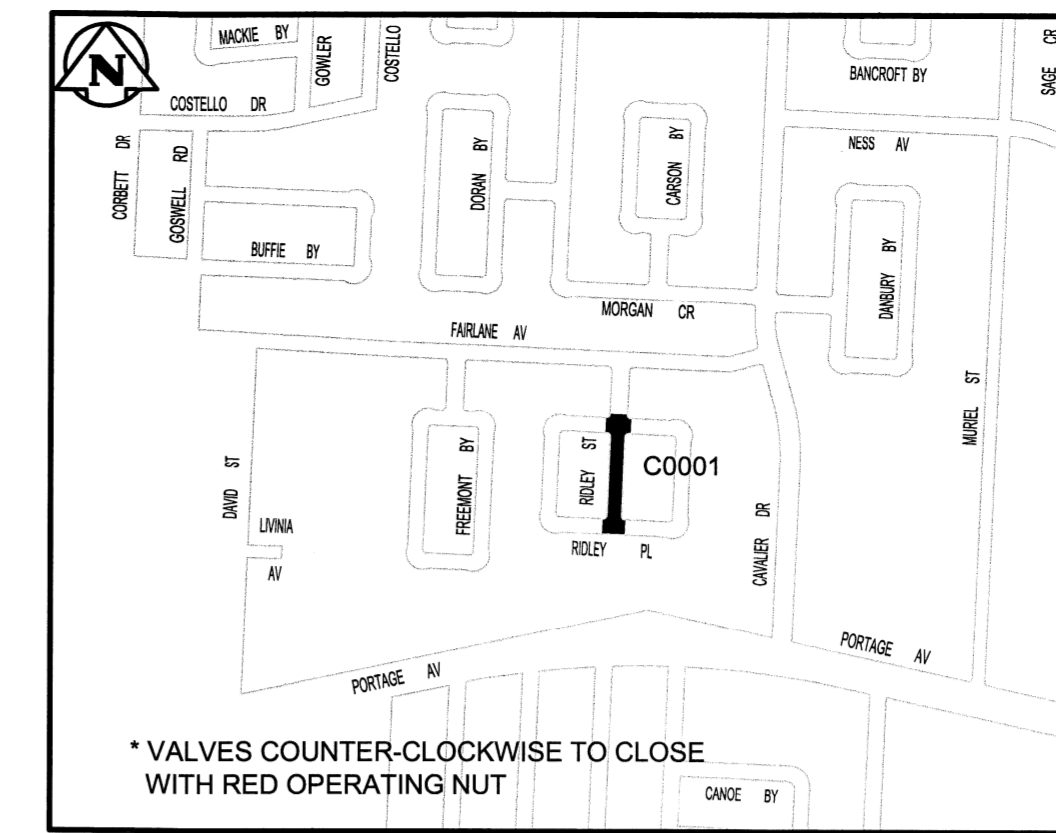 N
MACKIE BY
GOWLER
COSTELLO
BANCROFT BY
SAGE CR
COSTELLO DR
NESS AV
CORBETT DR
GOSWELL RD
DORAN BY
CARSON BY
BUFFIE BY
DANBURY BY
MORGAN CR
FAIRLANE AV
MURIEL ST
DAVID ST
FREEMONT BY
RIDLEY ST
C0001
LIVINIA
AV
RIDLEY PL
CAVALIER DR
PORTAGE AV
PORTAGE AV
* VALVES COUNTER-CLOCKWISE TO CLOSE
WITH RED OPERATING NUT
CANOE BY